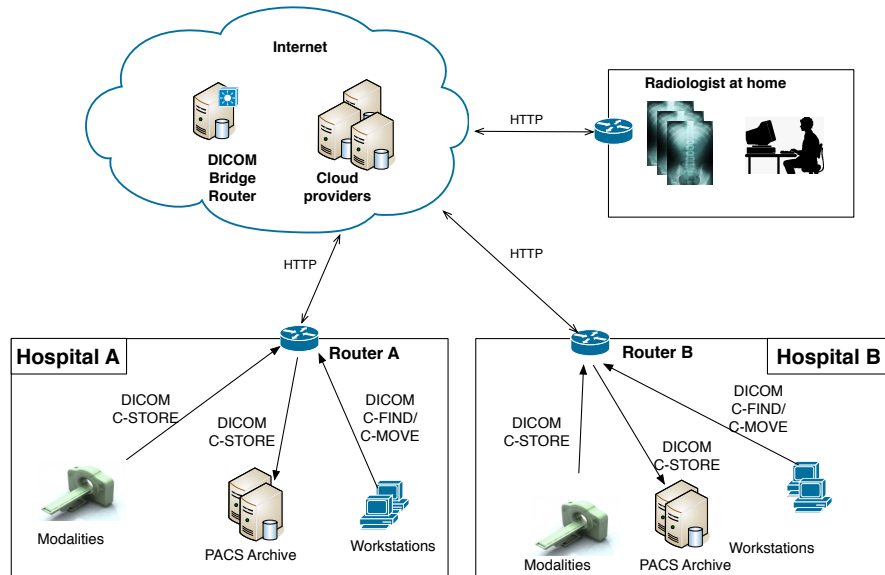 Internet
DICOM
Bridge
Router
Cloud
providers
HTTP
Radiologist at home
HTTP
HTTP
Hospital A
Router A
DICOM
C-STORE
DICOM
C-STORE
DICOM
C-FIND/
C-MOVE
Modalities
PACS Archive
Workstations
Router B
Hospital B
DICOM
C-STORE
DICOM
C-STORE
DICOM
C-FIND/
C-MOVE
Modalities
PACS Archive
Workstations